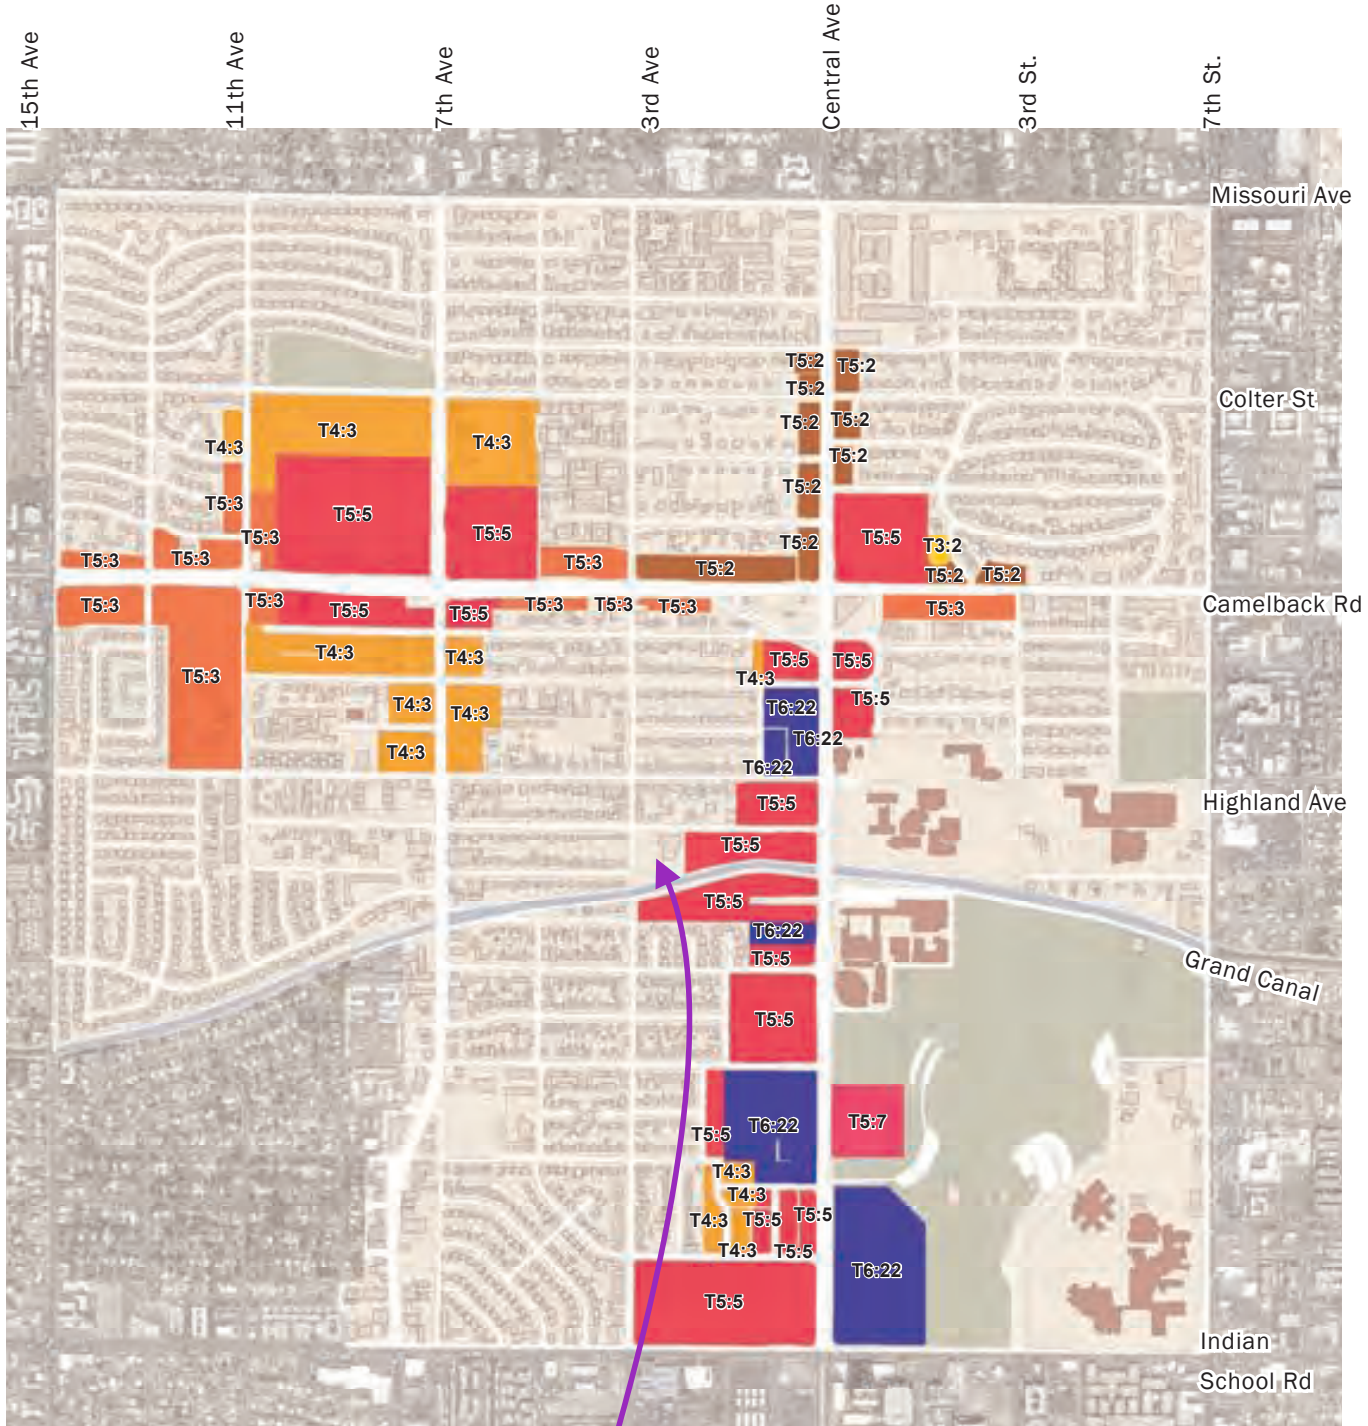 15th Ave
11th Ave
7th Ave
3rd Ave
Central Ave
3rd St.
7th St.
Missouri Ave
T5:2
T5:2
T5:2
Colter St
T5:2
T5:2
T4:3
T4:3
T4:3
T5:2
T5:2
T5:3
T5:5
T5:5
T5:3
T5:2
T5:5
T3:2
T5:3
T5:3
T5:3
T5:2
T5:2
T5:2
T5:3
T5:3
T5:5
T5:5
T5:3
T5:3
T5:3
T5:3
Camelback Rd
T4:3
T4:3
T5:5
T5:5
T5:3
T4:3
T4:3
T4:3
T6:22
T5:5
T4:3
T6:22
T6:22
T5:5
Highland Ave
T5:5
T5:5
T6:22
T5:5
Grand Canal
T5:5
T5:5
T6:22
T5:7
T4:3
T4:3
T4:3
T5:5
T5:5
T4:3
T5:5
T6:22
T5:5
Indian
School Rd